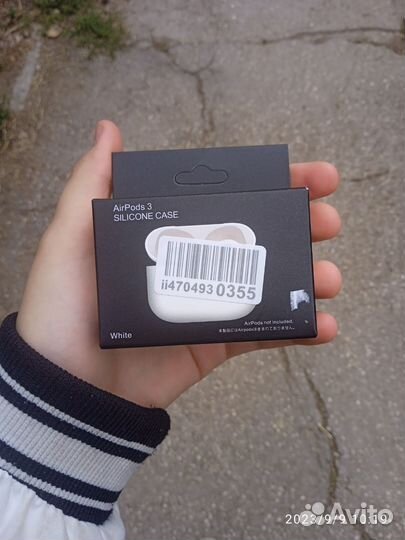 AirPods 3
SILICONE CASE
ii470493 0355
AirPods not included.
White
2023/9/9 10:19
Avito